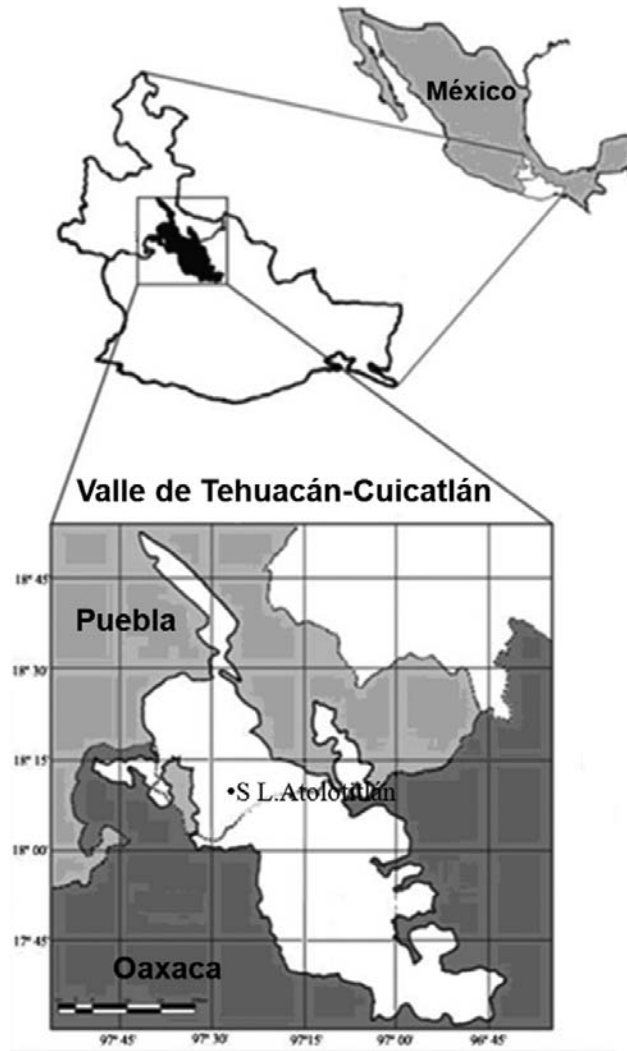 México
Valle de Tehuacán-Cuicatlán
18° 45'
Puebla
18° 30'
18° 15'
S L.Atolotitlán
18° 00'
17° 45'
Oaxaca
97° 45' 97° 30' 97° 15' 97° 00' 96° 45'